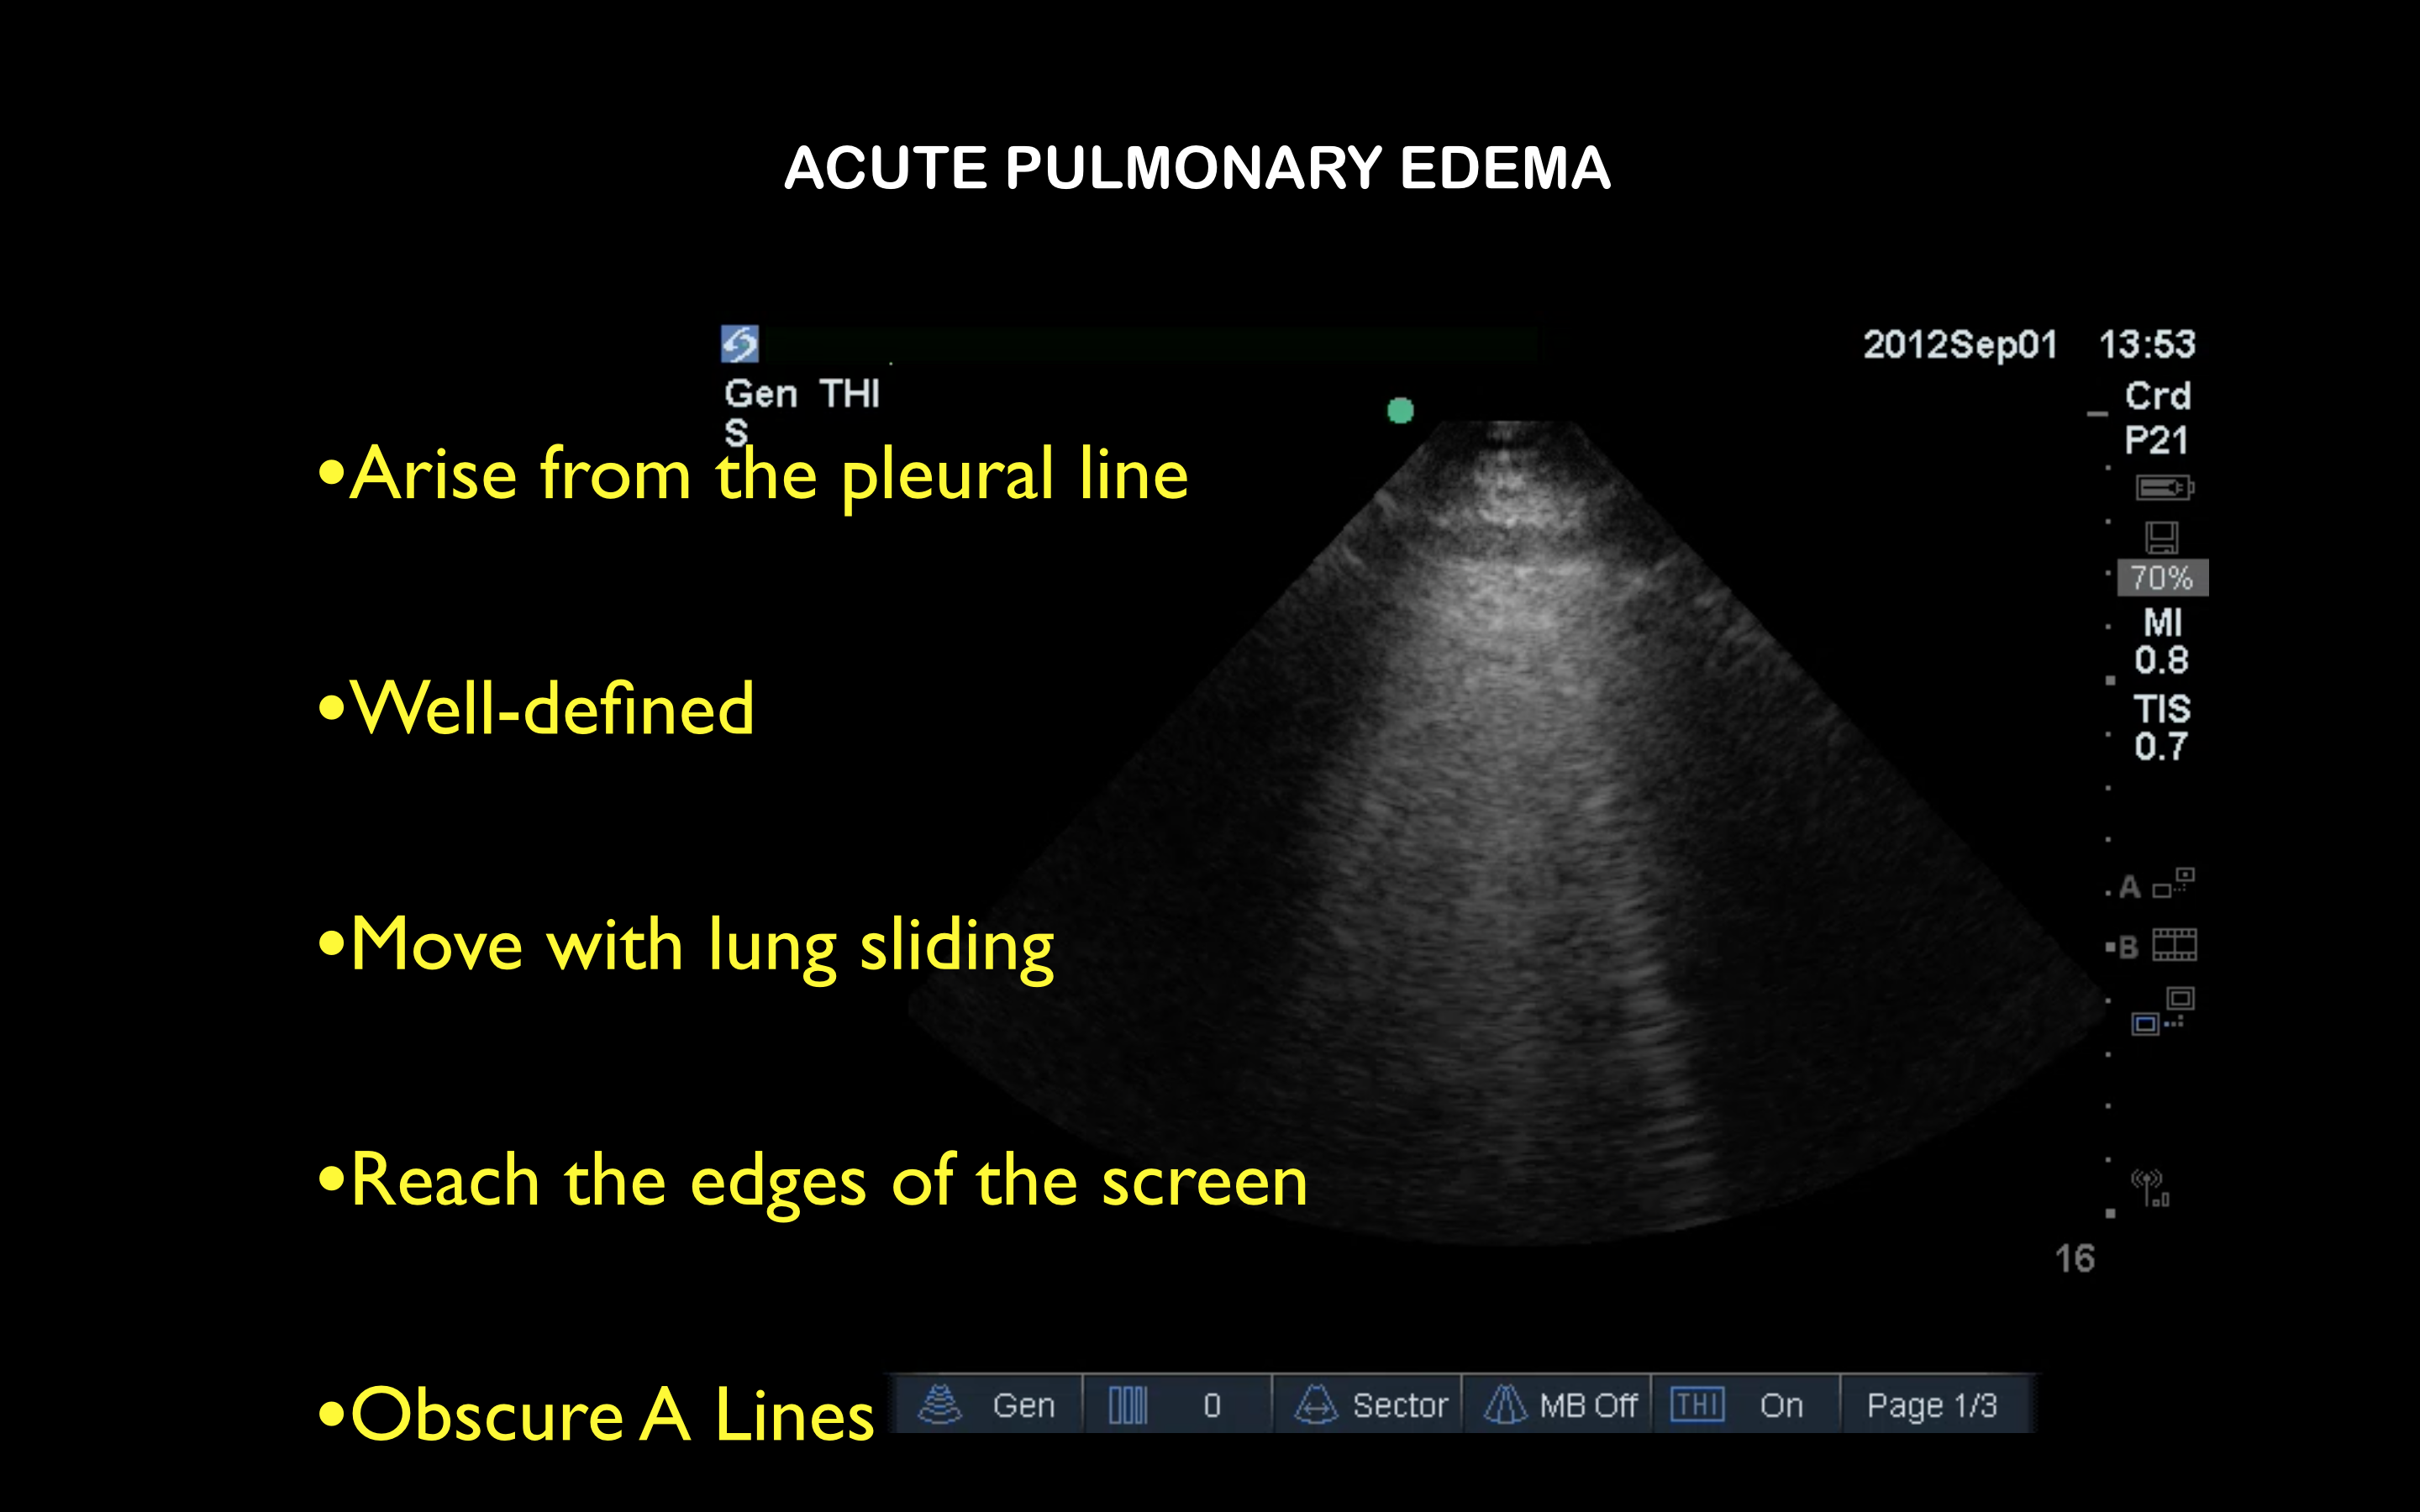 ACUTE PULMONARY EDEMA
2012Sep01 13:53
Gen THI
S
Crd
P21
•Arise from the pleural line
70%
MI
0.8
TIS
0.7
•Well-defined
A
B
•Move with lung sliding
•Reach the edges of the screen
16
•Obscure A Lines
Gen 0 Sector MB Off THI On Page 1/3